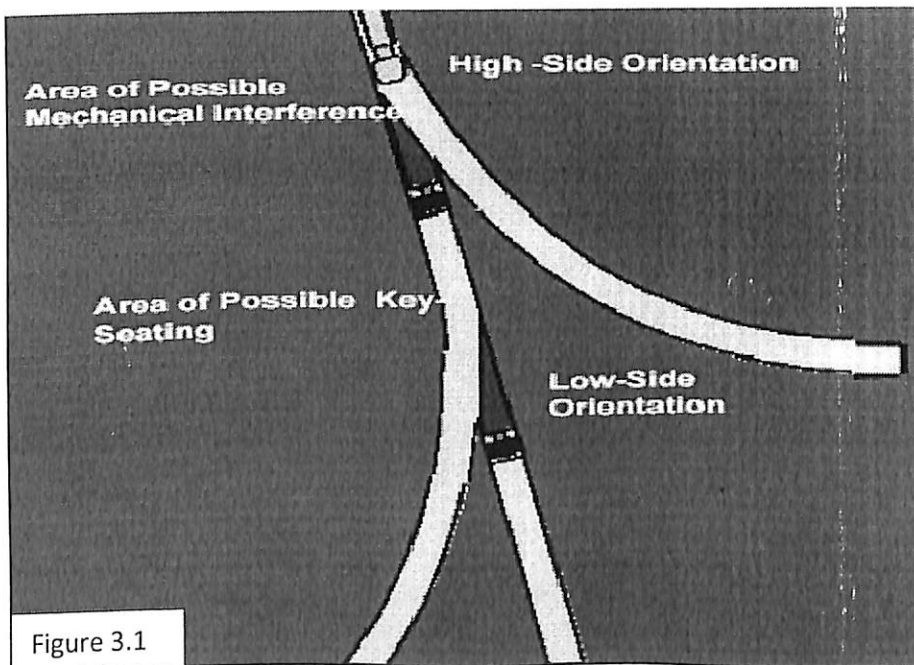 High -Side Orientation
Area of Possible
Mechanical Interference
Area of Possible Key-
Seating
Low-Side
Orientation
Figure 3.1